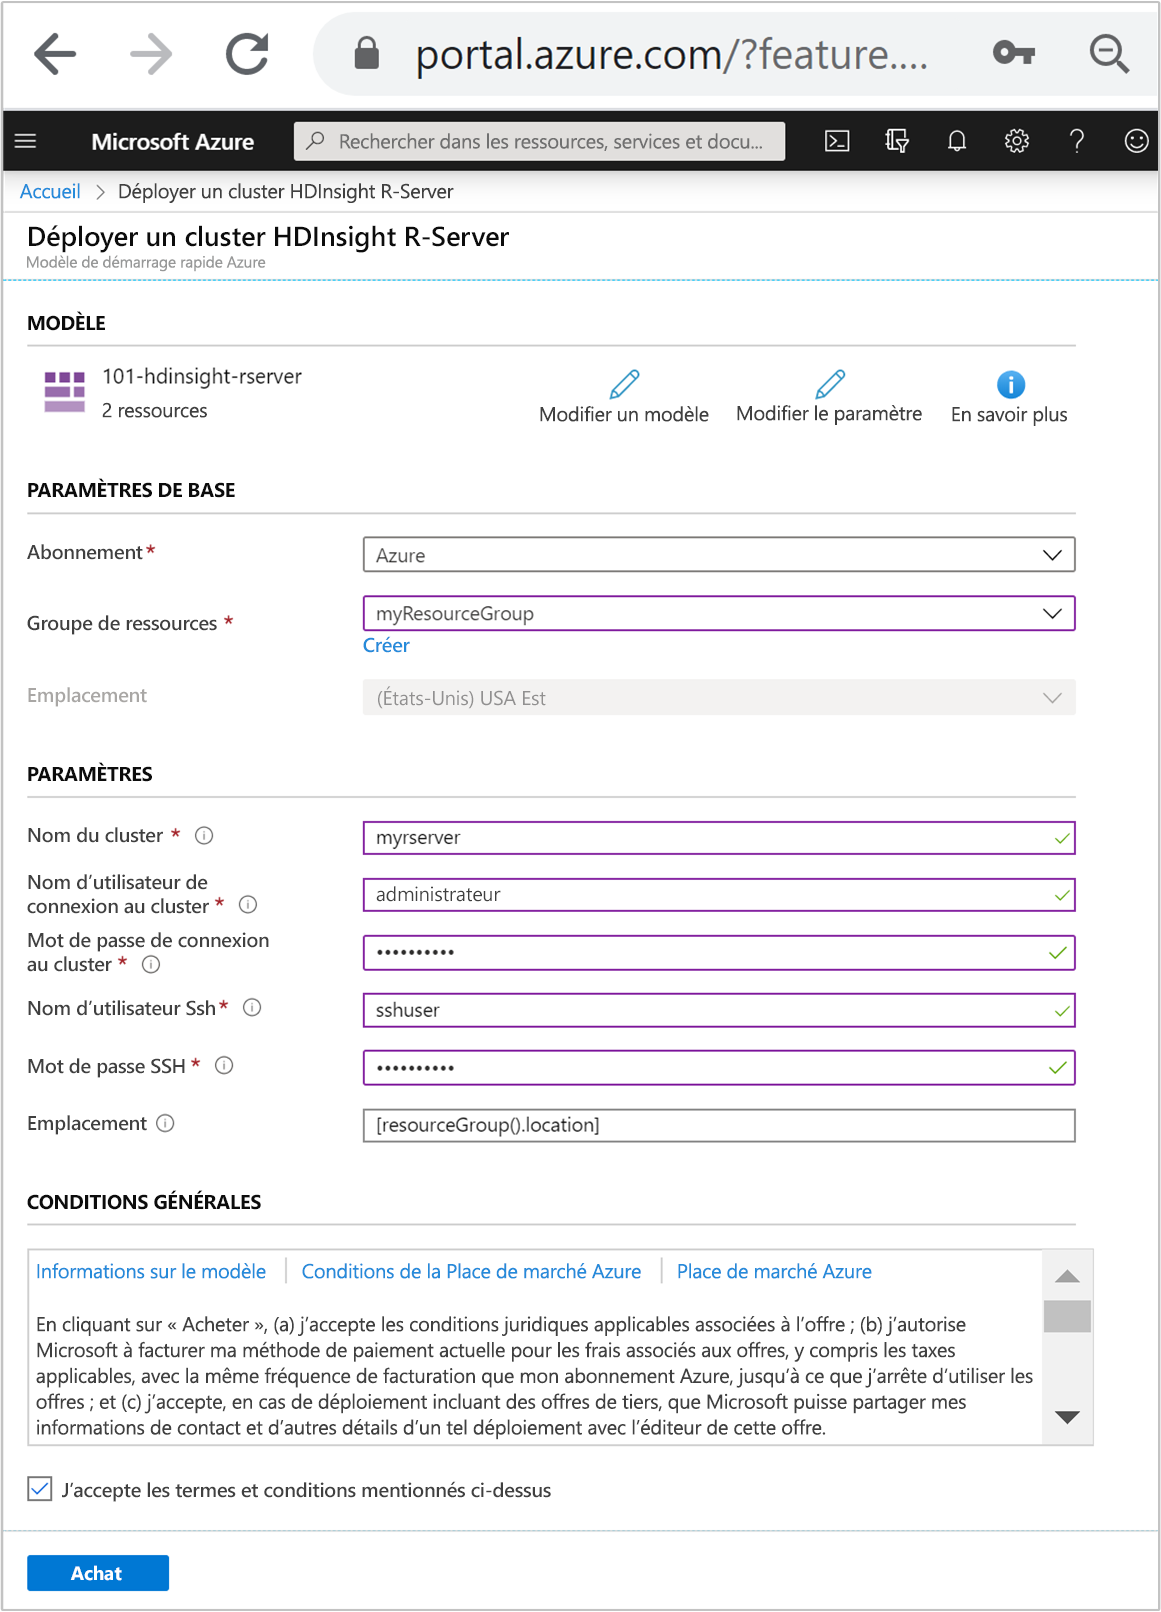 portal.azure.com/?feature....
Microsoft Azure
Rechercher dans les ressources, services et docu...
Accueil > Déployer un cluster HDInsight R-Server
Déployer un cluster HDInsight R-Server
Modèle de démarrage rapide Azure
MODÈLE
101-hdinsight-rserver
2 ressources
Modifier un modèle
Modifier le paramètre
En savoir plus
PARAMÈTRES DE BASE
Abonnement *
Azure
Groupe de ressources *
myResourceGroup
Créer
Emplacement
(États-Unis) USA Est
PARAMÈTRES
Nom du cluster *
myrserver
Nom d’utilisateur de
connexion au cluster *
administrateur
Mot de passe de connexion
au cluster *
••••••••••
Nom d’utilisateur Ssh *
sshuser
Mot de passe SSH *
••••••••••
Emplacement
[resourceGroup().location]
CONDITIONS GÉNÉRALES
Informations sur le modèle | Conditions de la Place de marché Azure | Place de marché Azure
En cliquant sur « Acheter », (a) j’accepte les conditions juridiques applicables associées à l’offre ; (b) j’autorise
Microsoft à facturer ma méthode de paiement actuelle pour les frais associés aux offres, y compris les taxes
applicables, avec la même fréquence de facturation que mon abonnement Azure, jusqu’à ce que j’arrête d’utiliser les
offres ; et (c) j’accepte, en cas de déploiement incluant des offres de tiers, que Microsoft puisse partager mes
informations de contact et d’autres détails d’un tel déploiement avec l’éditeur de cette offre.
J’accepte les termes et conditions mentionnés ci-dessus
Achat